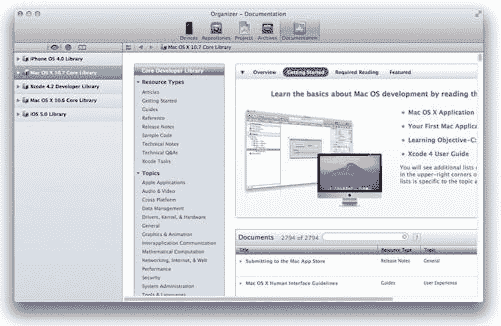 Organizer – Documentation
Devices Repositories Projects Archives Documentation
Mac OS X 10.7 Core Library
iPhone OS 4.0 Library
Mac OS X 10.7 Core Library
Xcode 4.2 Developer Library
Mac OS X 10.6 Core Library
iOS 5.0 Library
Core Developer Library
Resource Types
Articles
Getting Started
Guides
Reference
Release Notes
Sample Code
Technical Notes
Technical Q&As
Xcode Tasks
Topics
Apple Applications
Audio & Video
Cross Platform
Data Management
Drivers, Kernel, & Hardware
General
Graphics & Animation
Interapplication Communication
Mathematical Computation
Networking, Internet, & Web
Performance
Security
System Administration
Tools & Languages
Overview Getting Started Required Reading Featured
Learn the basics about Mac OS development by reading th
Mac OS X Application
Your First Mac Applica
Learning Objective-C:
Xcode 4 User Guide
You will see additional lists
in the upper-right corners o
lists is specific to the topic a
Documents 2794 of 2794
Title Resource Type Topic
Submitting to the Mac App Store Release Notes General
Mac OS X Human Interface Guidelines Guides User Experience